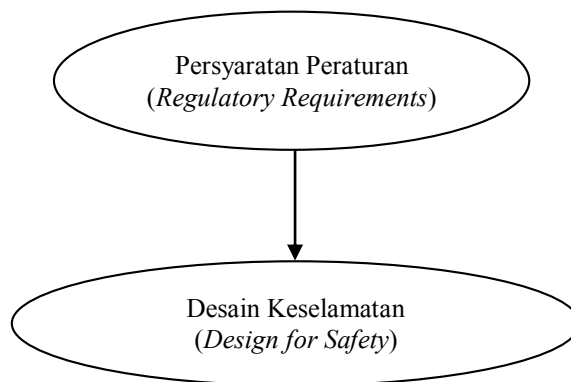 Persyaratan Peraturan
(Regulatory Requirements)
Desain Keselamatan
(Design for Safety)